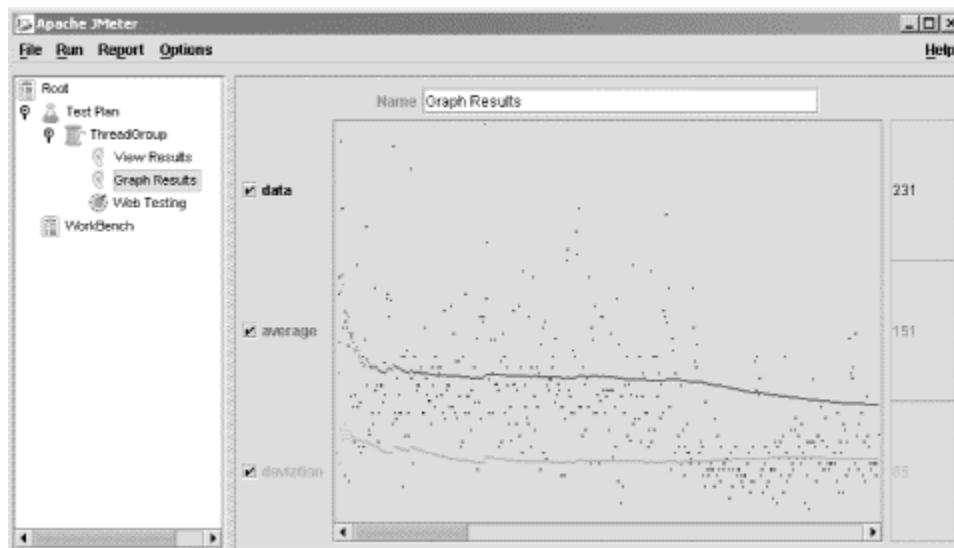 Apache JMeter
File Run Report Options Help
Root
Test Plan
ThreadGroup
View Results
Graph Results
Web Testing
WorkBench
Name Graph Results
data 231
average 151
deviation 85